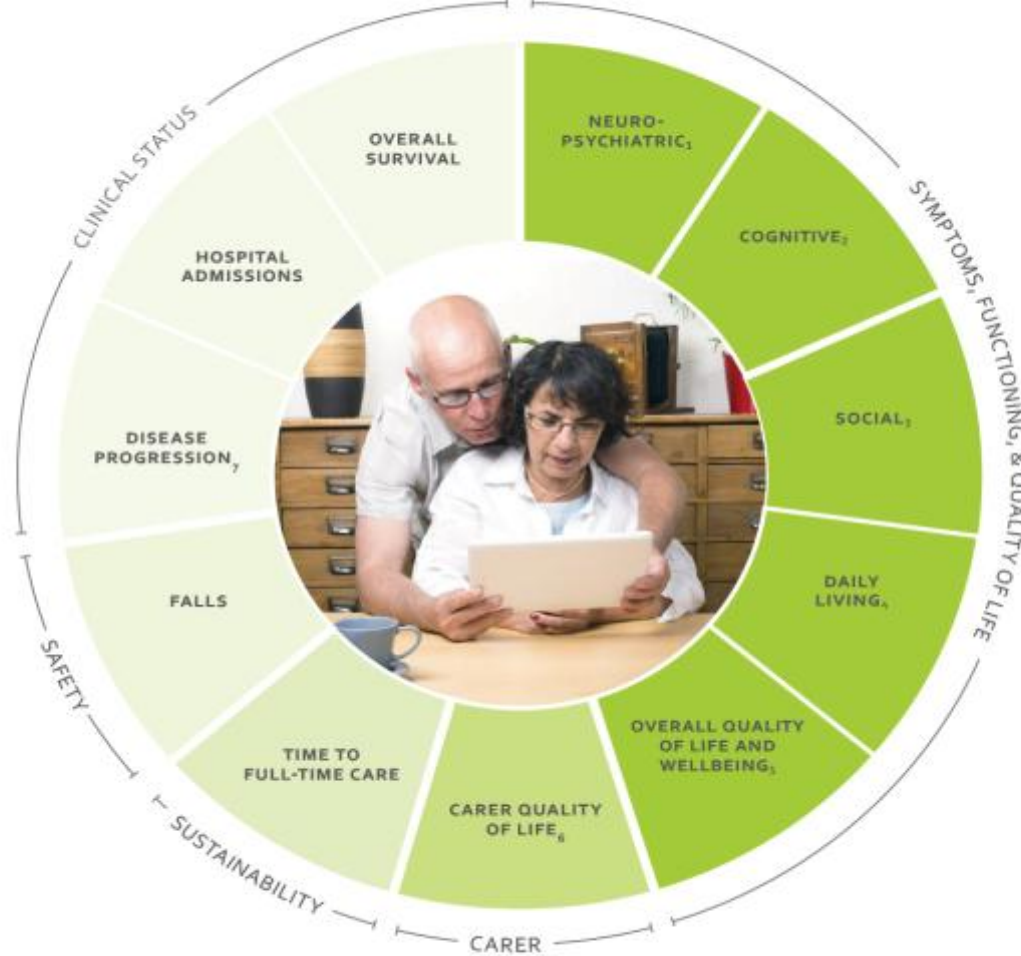 CLINICAL STATUS
SYMPTOMS, FUNCTIONING, & QUALITY OF LIFE
CARER
SUSTAINABILITY
SAFETY
OVERALL
SURVIVAL
NEURO-
PSYCHIATRIC₁
COGNITIVE₂
SOCIAL₃
DAILY
LIVING₄
OVERALL QUALITY
OF LIFE AND
WELLBEING₅
CARER QUALITY
OF LIFE₆
TIME TO
FULL-TIME CARE
FALLS
DISEASE
PROGRESSION₇
HOSPITAL
ADMISSIONS